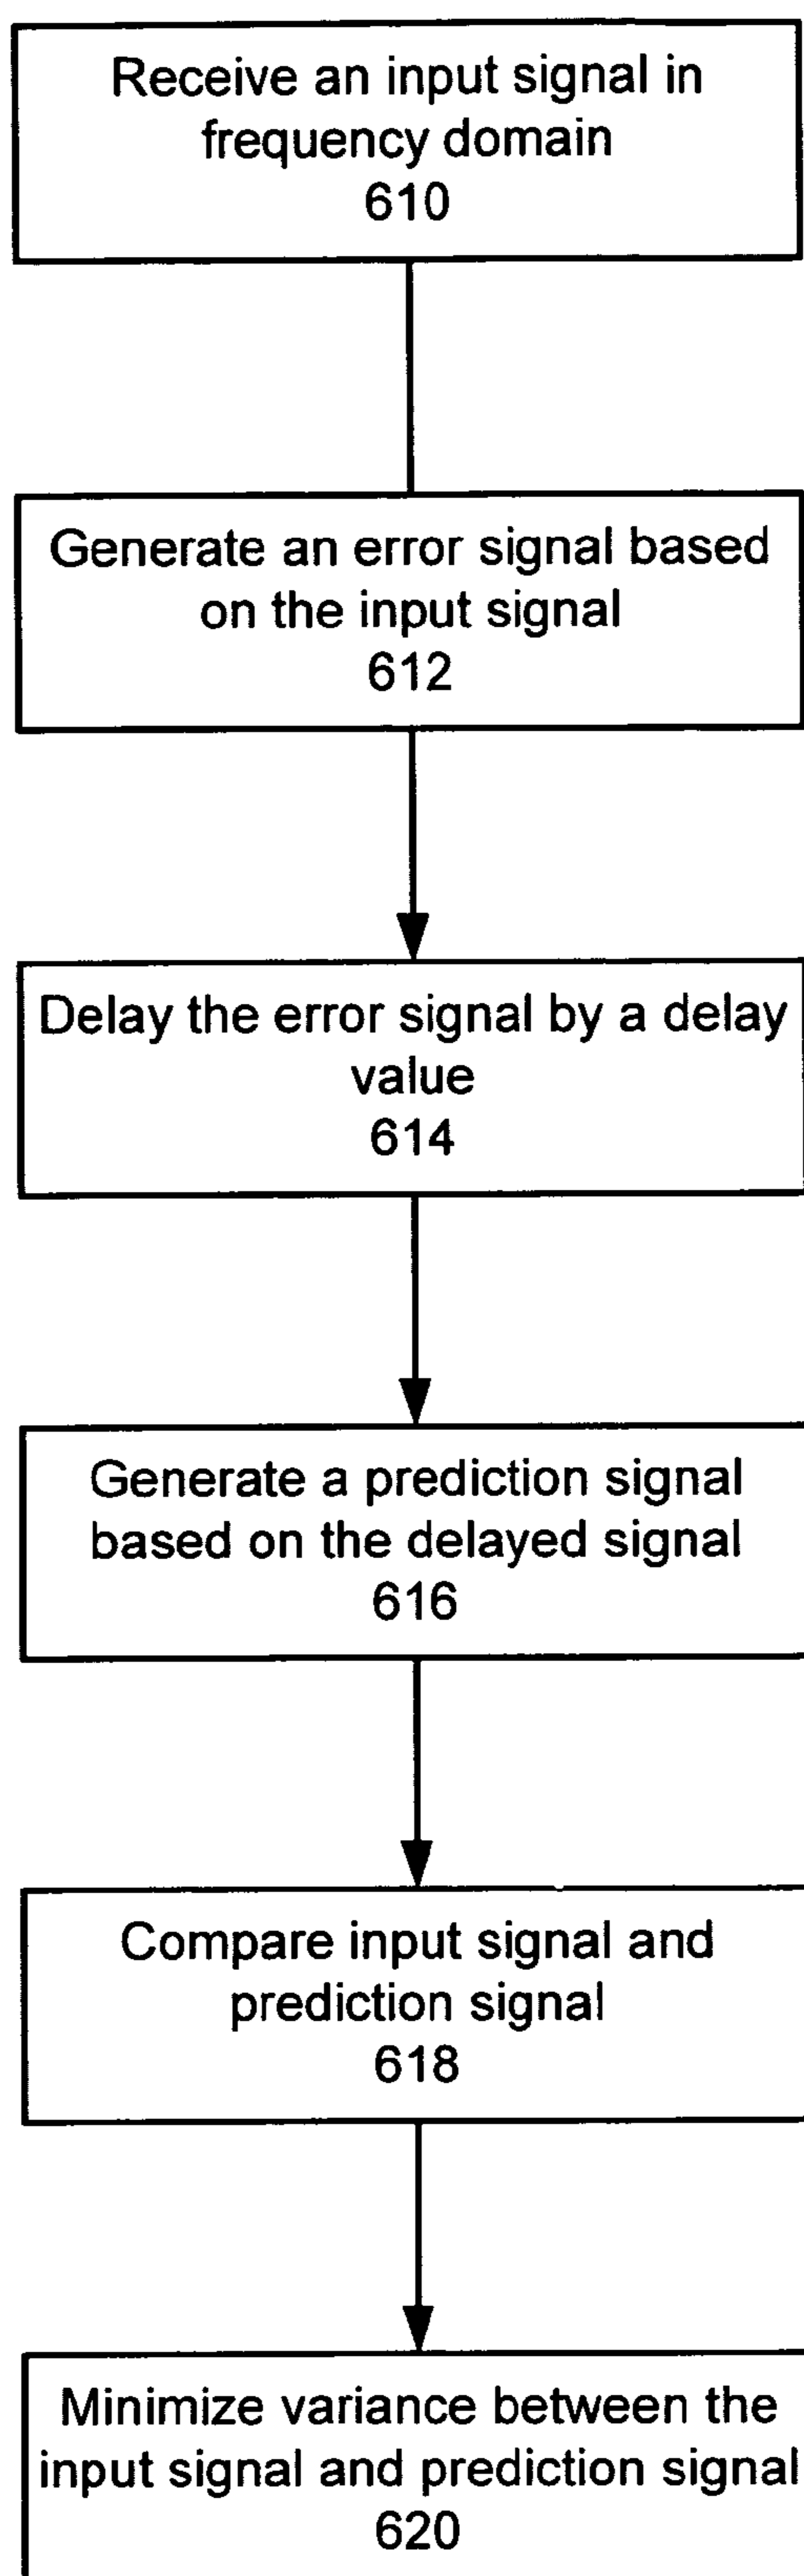 Receive an input signal in
frequency domain
610
Generate an error signal based
on the input signal
612
Delay the error signal by a delay
value
614
Generate a prediction signal
based on the delayed signal
616
Compare input signal and
prediction signal
618
Minimize variance between the
input signal and prediction signal
620